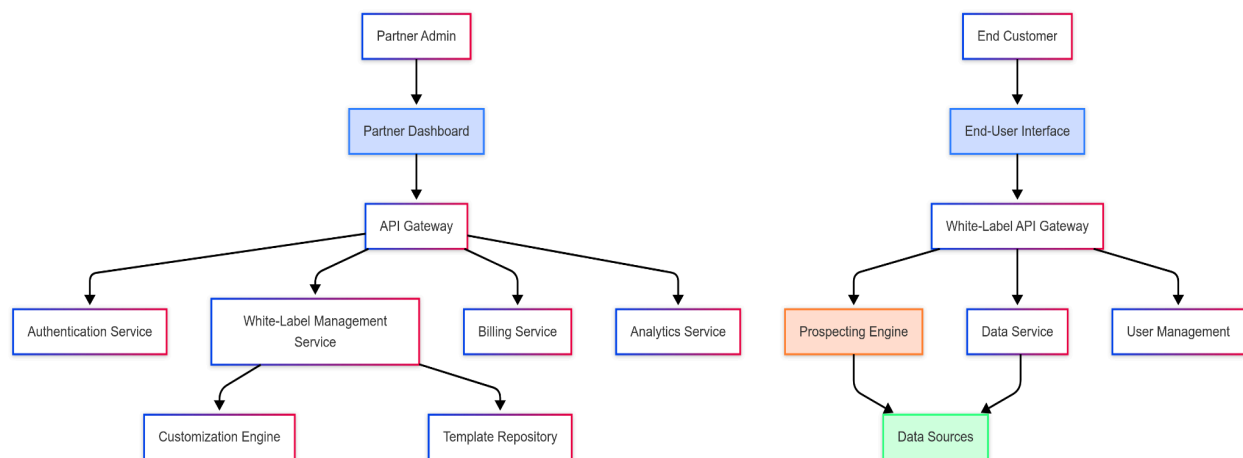 Partner Admin
End Customer
Partner Dashboard
End-User Interface
API Gateway
White-Label API Gateway
Authentication Service
White-Label Management
Service
Billing Service
Analytics Service
Prospecting Engine
Data Service
User Management
Customization Engine
Template Repository
Data Sources